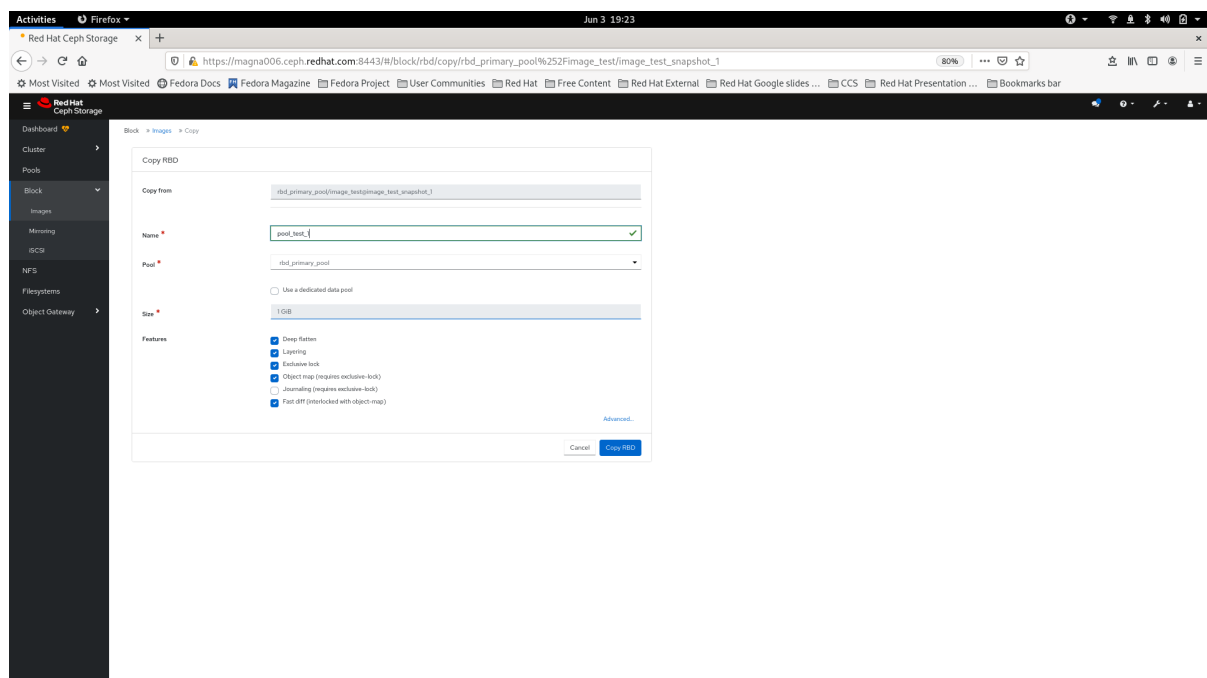 Activities Firefox Jun 3 19:23
Red Hat Ceph Storage × + ×
https://magna006.ceph.redhat.com:8443/#/block/rbd/copy/rbd_primary_pool%252Fimage_test/image_test_snapshot_1 80%
Most Visited Most Visited Fedora Docs Fedora Magazine Fedora Project User Communities Red Hat Free Content Red Hat External Red Hat Google slides ... CCS Red Hat Presentation ... Bookmarks bar
Red Hat
Ceph Storage
Dashboard
Cluster
Pools
Block
Images
Mirroring
iSCSI
NFS
Filesystems
Object Gateway
Block » Images » Copy
Copy RBD
Copy from rbd_primary_pool/image_test@image_test_snapshot_1
Name * pool_test_1
Pool * rbd_primary_pool
Use a dedicated data pool
Size * 1 GiB
Features Deep flatten
Layering
Exclusive lock
Object map (requires exclusive-lock)
Journaling (requires exclusive-lock)
Fast diff (interlocked with object-map)
Advanced...
Cancel Copy RBD